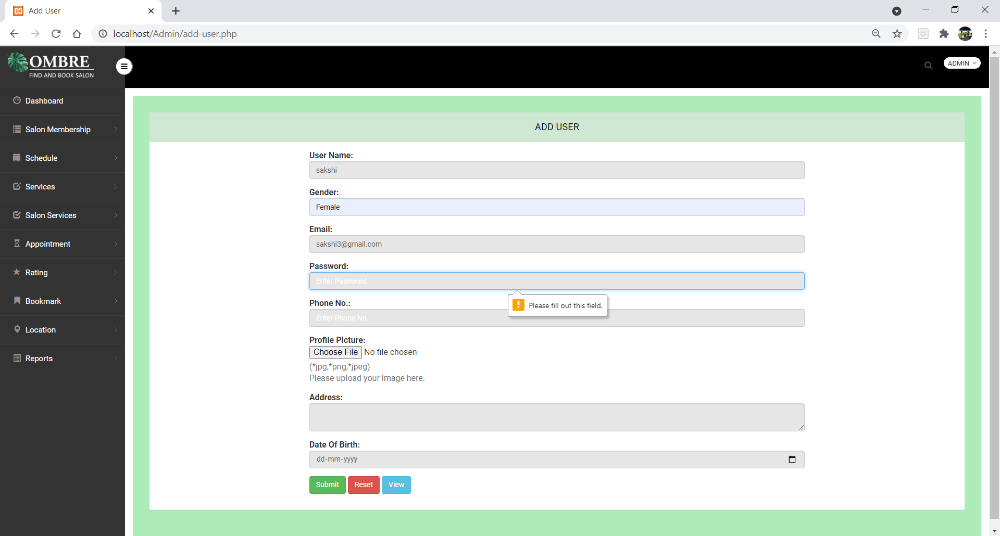 Add User
localhost/Admin/add-user.php
OMBRE
FIND AND BOOK SALON
ADMIN
Dashboard
Salon Membership
Schedule
Services
Salon Services
Appointment
Rating
Bookmark
Location
Reports
ADD USER
User Name:
sakshi
Gender:
Female
Email:
sakshi3@gmail.com
Password:
Enter Password
Please fill out this field.
Phone No.:
Enter Phone No.
Profile Picture:
Choose File No file chosen
(*jpg,*png,*jpeg)
Please upload your image here.
Address:
Date Of Birth:
dd-mm-yyyy
Submit Reset View